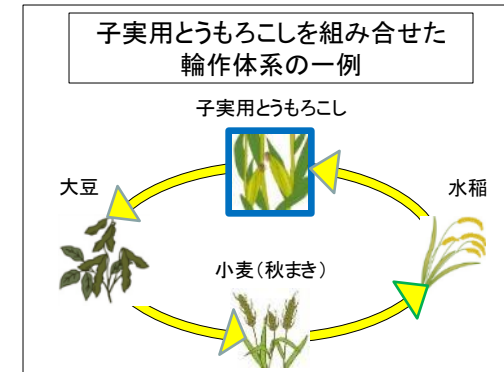 子実用とうもろこしを組み合せた
輪作体系の一例
子実用とうもろこし
大豆
水稲
小麦(秋まき)